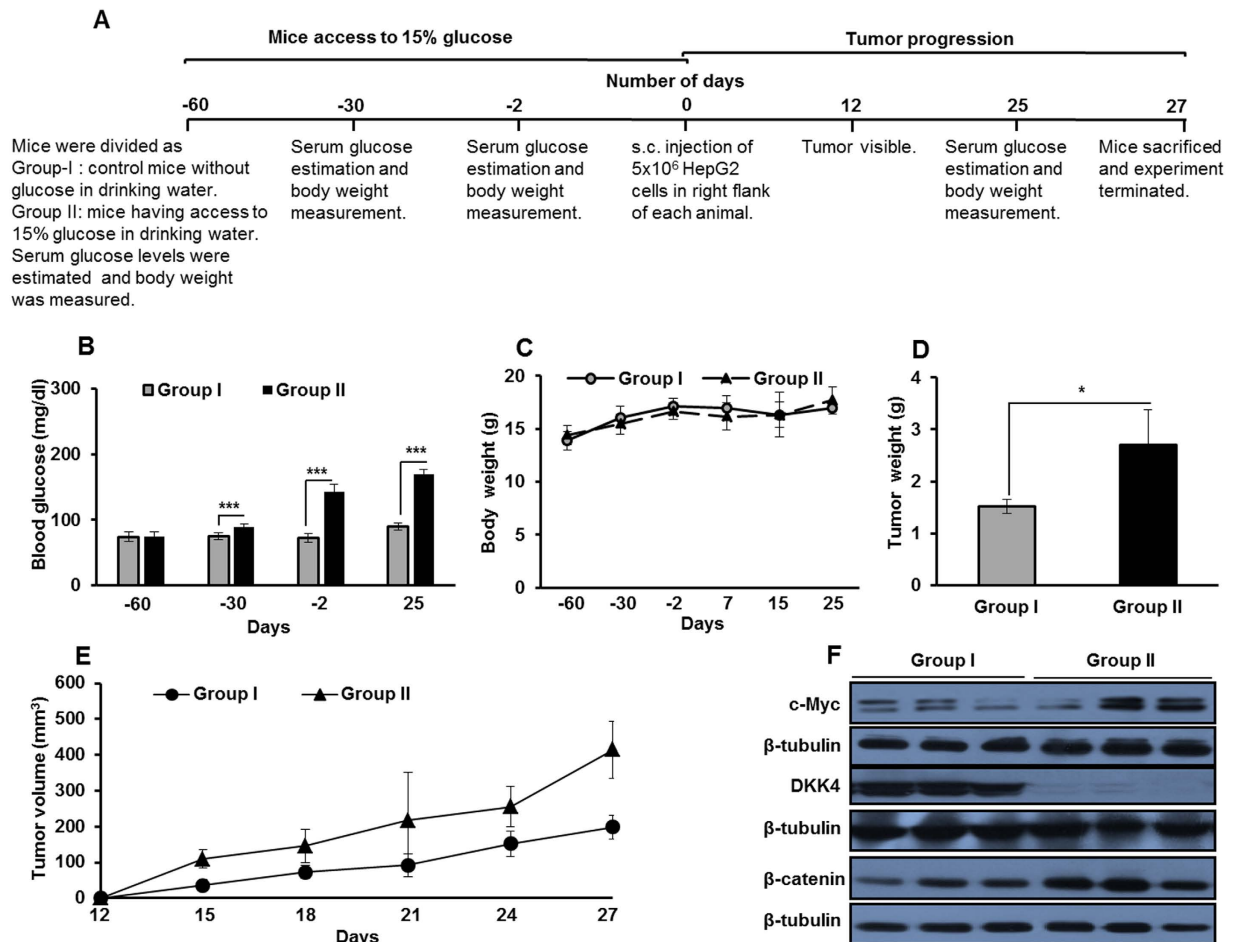 A
Mice access to 15% glucose
Tumor progression
Number of days
-60 -30 -2 0 12 25 27
Mice were divided as
Group-I : control mice without
glucose in drinking water.
Group II: mice having access to
15% glucose in drinking water.
Serum glucose levels were
estimated and body weight
was measured.
Serum glucose
estimation and
body weight
measurement.
Serum glucose
estimation and
body weight
measurement.
s.c. injection of
5x10⁶ HepG2
cells in right flank
of each animal.
Tumor visible.
Serum glucose
estimation and
body weight
measurement.
Mice sacrificed
and experiment
terminated.
B
Group I Group II
Blood glucose (mg/dl)
300
200
100
0
***
***
***
-60 -30 -2 25
Days
C
Group I Group II
Body weight (g)
20
15
10
5
0
-60 -30 -2 7 15 25
Days
D
Tumor weight (g)
4
3
2
1
0
*
Group I Group II
E
Group I Group II
Tumor volume (mm³)
600
500
400
300
200
100
0
12 15 18 21 24 27
Days
F
Group I Group II
c-Myc
β-tubulin
DKK4
β-tubulin
β-catenin
β-tubulin